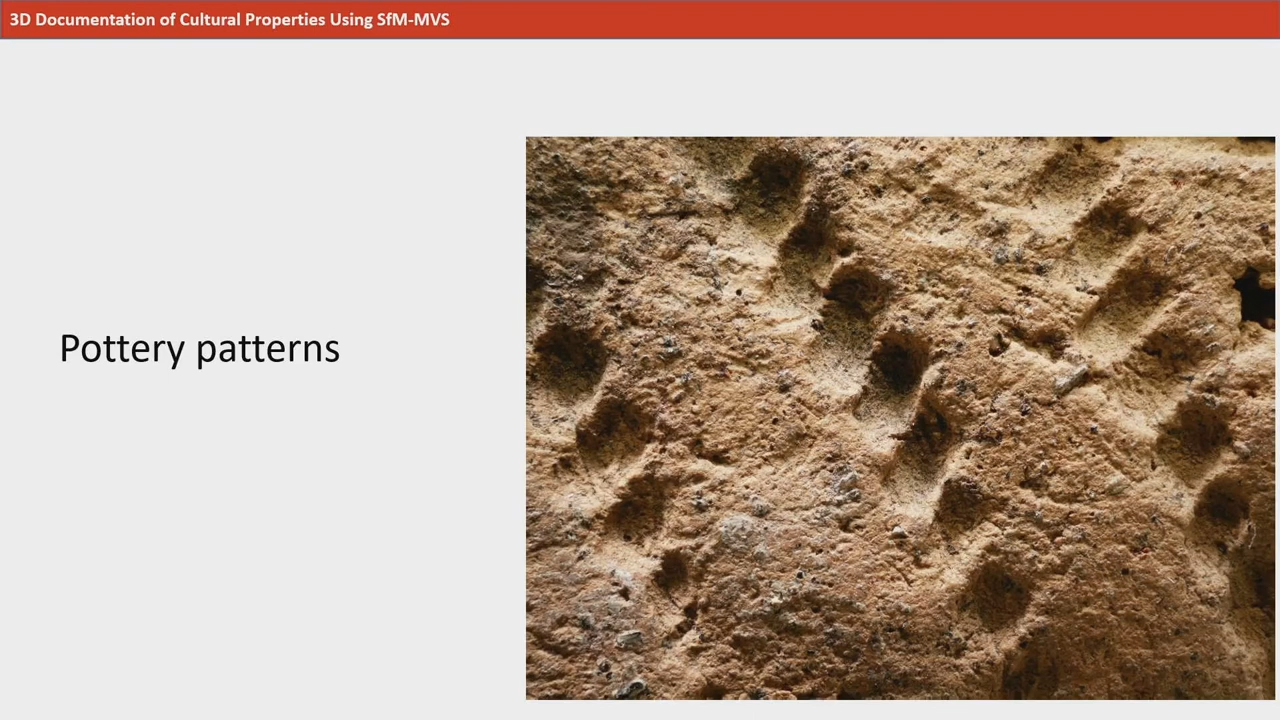 3D Documentation of Cultural Properties Using SfM-MVS
Pottery patterns